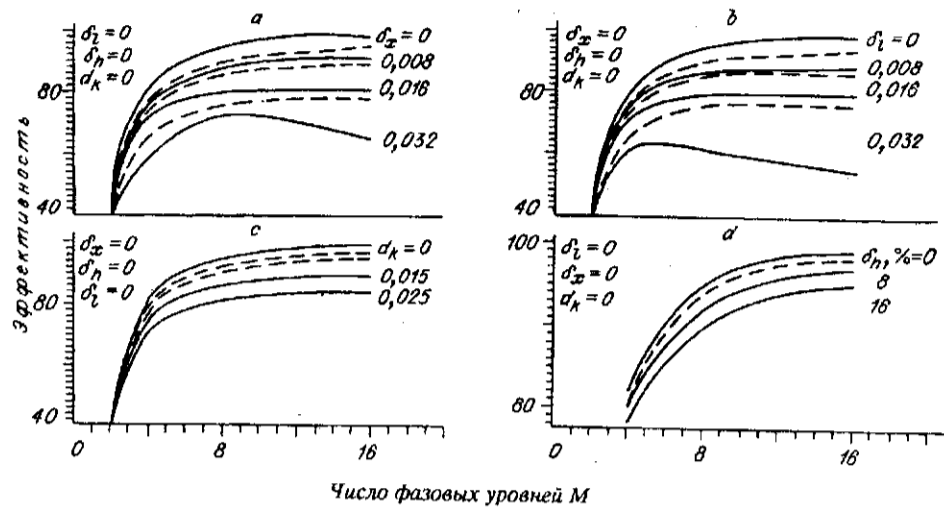 a
δ_l=0
δ_h=0
d_k=0
80
40
δ_x=0
0,008
0,016
0,032
b
δ_x=0
δ_h=0
d_k=0
80
40
δ_l=0
0,008
0,016
0,032
Эффективность
c
δ_x=0
δ_h=0
δ_l=0
80
40
d_k=0
0,015
0,025
0
8
16
d
100
δ_l=0
δ_x=0
d_k=0
80
δ_h, %=0
8
16
0
8
16
Число фазовых уровней M